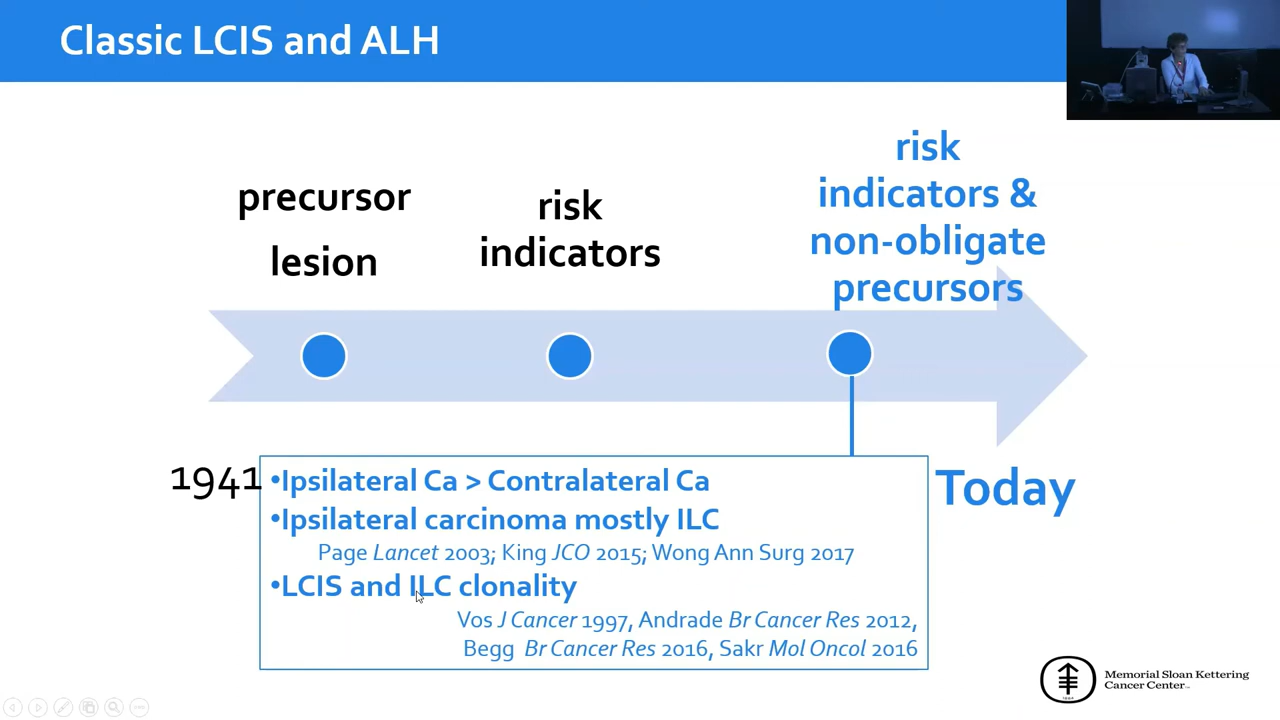 Classic LCIS and ALH
precursor
lesion
risk
indicators
risk
indicators &
non-obligate
precursors
1941
•Ipsilateral Ca > Contralateral Ca
•Ipsilateral carcinoma mostly ILC
Page Lancet 2003; King JCO 2015; Wong Ann Surg 2017
•LCIS and ILC clonality
Vos J Cancer 1997, Andrade Br Cancer Res 2012,
Begg Br Cancer Res 2016, Sakr Mol Oncol 2016
Today
Memorial Sloan Kettering
Cancer Center